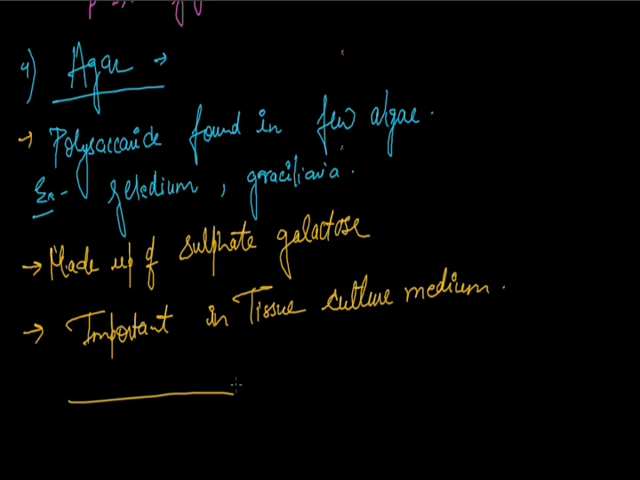 4) Agar →
→ Polysaccaride found in few algae.
Ex- Geledium, graciliaria.
→ Made up of sulphate galactose
→ Important in Tissue culture medium.